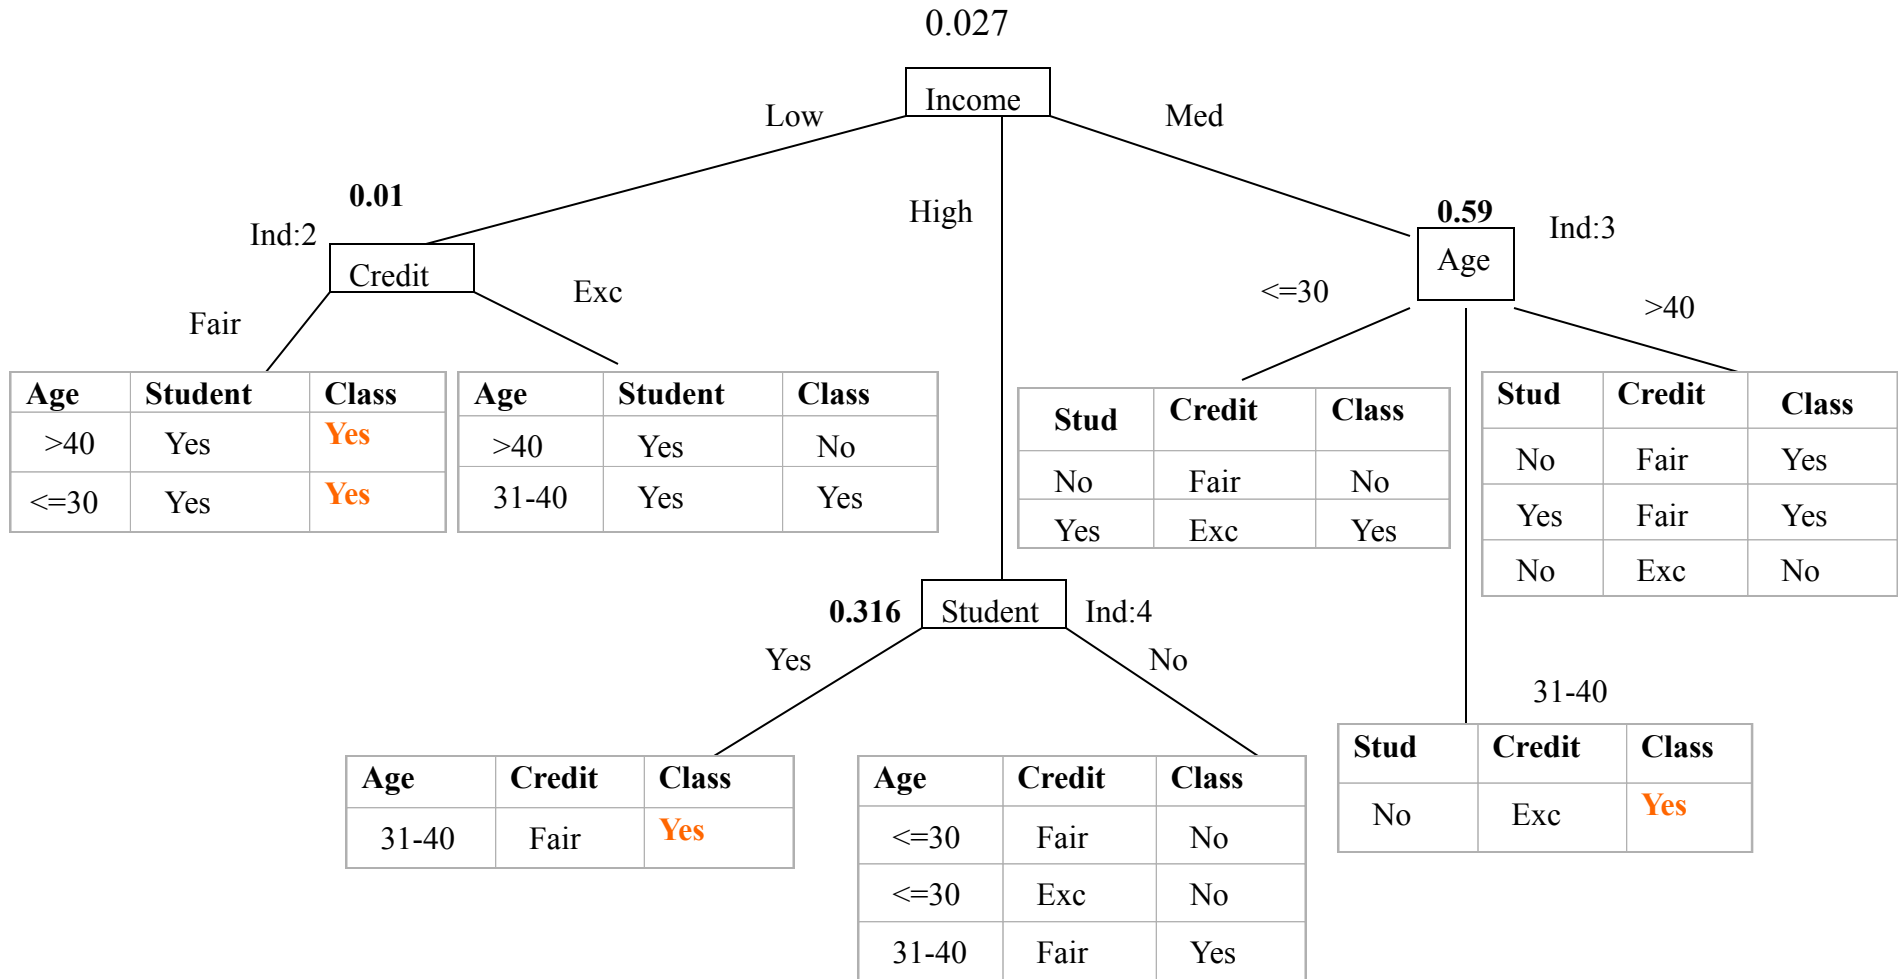 0.027
Income
Low
Med
High
0.01
Ind:2
Credit
Fair
Exc
0.59
Ind:3
Age
<=30
>40
Age Student Class
>40 Yes Yes
<=30 Yes Yes
Age Student Class
>40 Yes No
31-40 Yes Yes
Stud Credit Class
No Fair No
Yes Exc Yes
Stud Credit Class
No Fair Yes
Yes Fair Yes
No Exc No
0.316
Student
Ind:4
Yes
No
31-40
Age Credit Class
31-40 Fair Yes
Age Credit Class
<=30 Fair No
<=30 Exc No
31-40 Fair Yes
Stud Credit Class
No Exc Yes